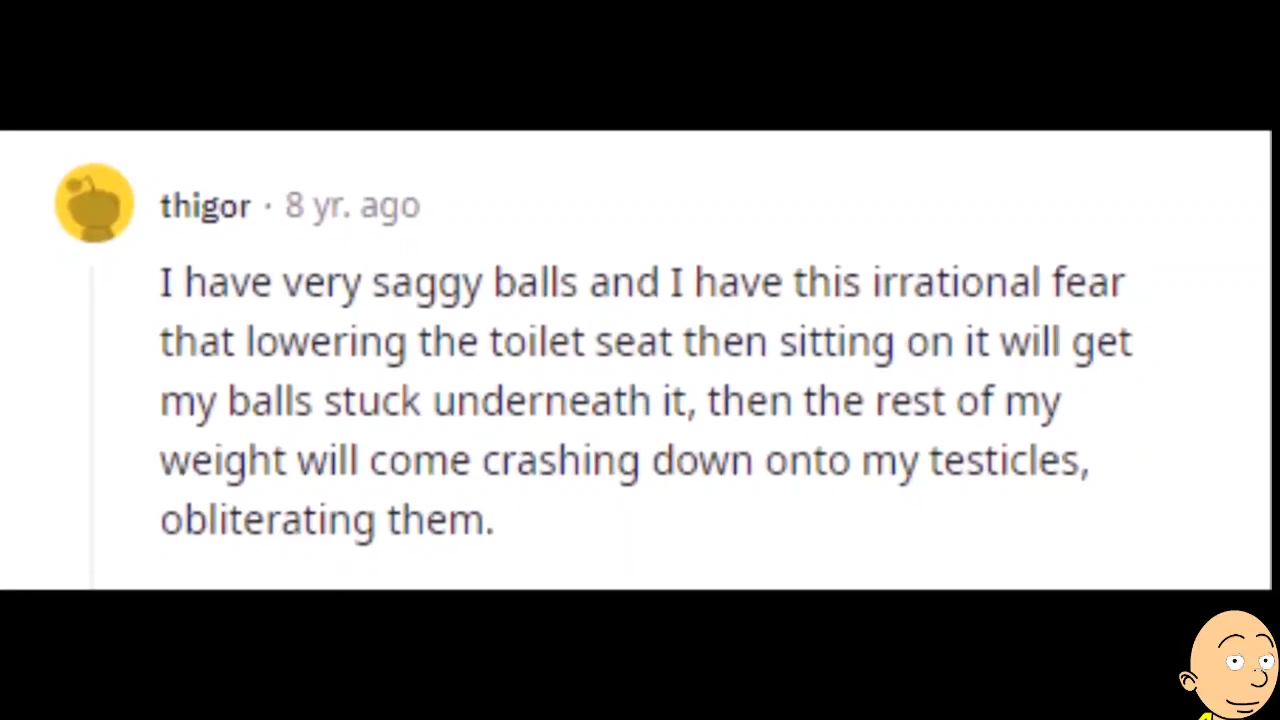 thigor · 8 yr. ago
I have very saggy balls and I have this irrational fear
that lowering the toilet seat then sitting on it will get
my balls stuck underneath it, then the rest of my
weight will come crashing down onto my testicles,
obliterating them.